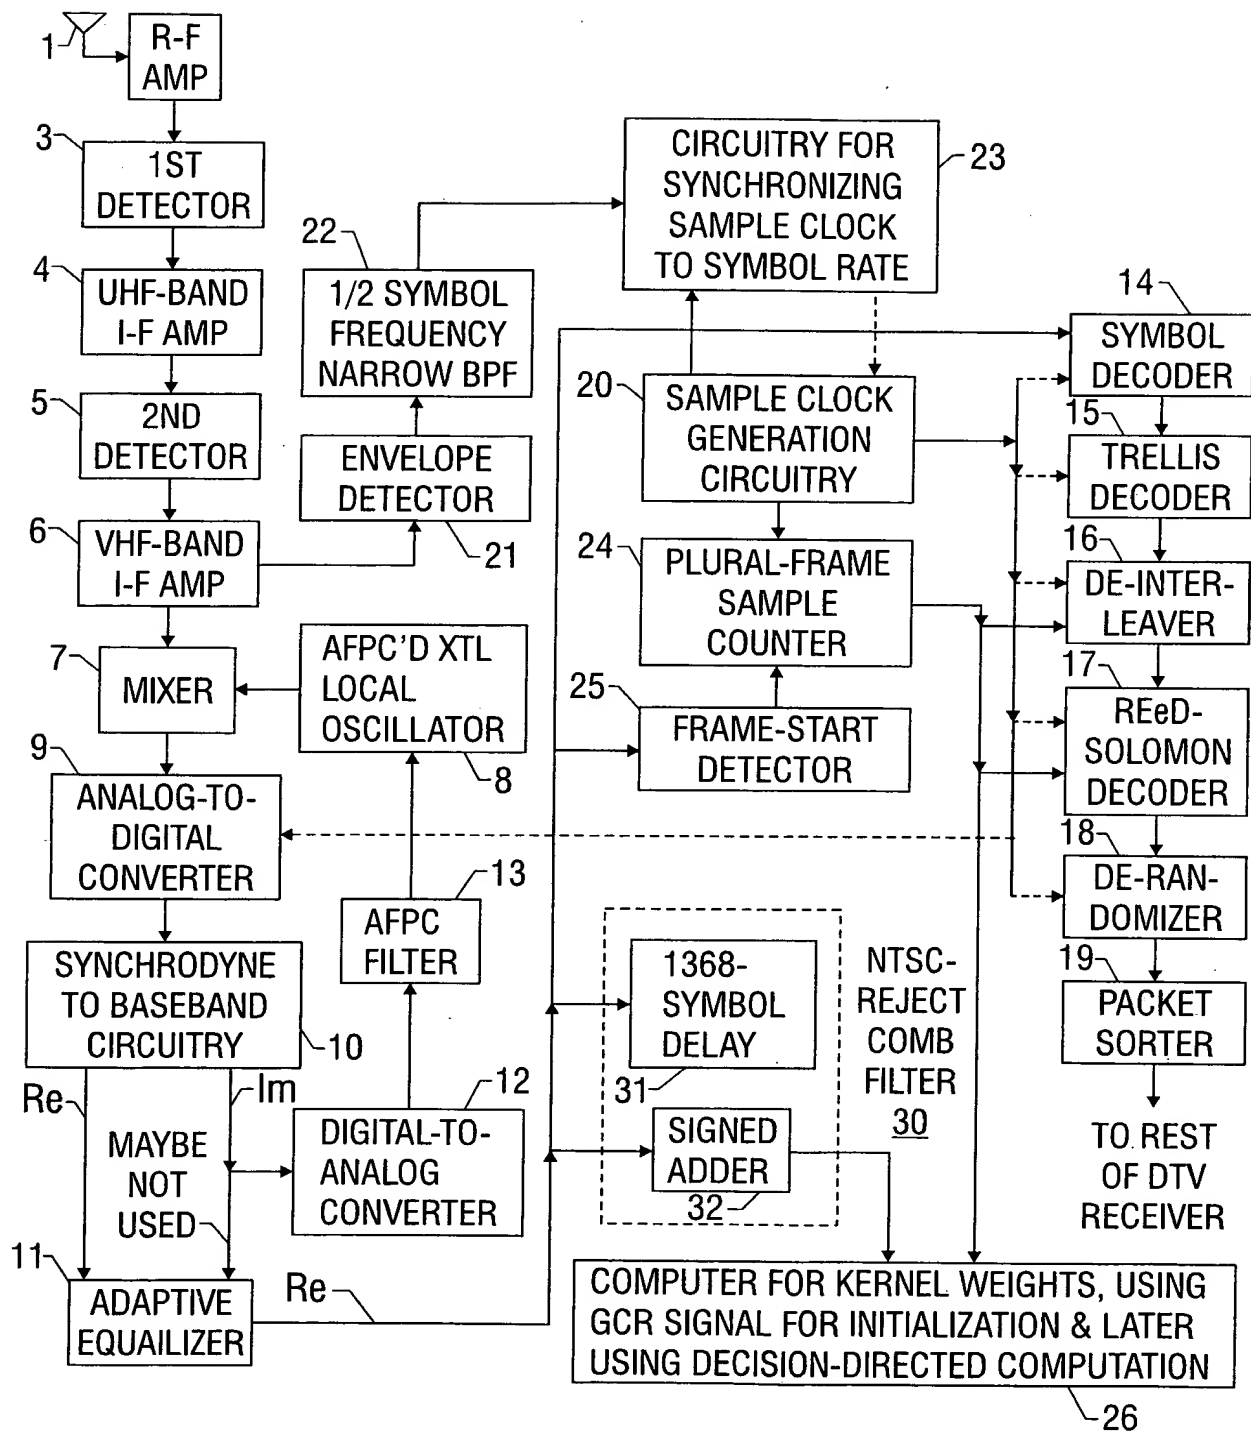 1
R-F
AMP
3
1ST
DETECTOR
4
UHF-BAND
I-F AMP
5
2ND
DETECTOR
6
VHF-BAND
I-F AMP
7
MIXER
9
ANALOG-TO-
DIGITAL
CONVERTER
SYNCHRODYNE
TO BASEBAND
CIRCUITRY
10
Re
Im
MAYBE
NOT
USED
11
ADAPTIVE
EQUAILIZER
Re
22
1/2 SYMBOL
FREQUENCY
NARROW BPF
ENVELOPE
DETECTOR
21
AFPC'D XTL
LOCAL
OSCILLATOR
8
13
AFPC
FILTER
12
DIGITAL-TO-
ANALOG
CONVERTER
CIRCUITRY FOR
SYNCHRONIZING
SAMPLE CLOCK
TO SYMBOL RATE
23
20
SAMPLE CLOCK
GENERATION
CIRCUITRY
24
PLURAL-FRAME
SAMPLE
COUNTER
25
FRAME-START
DETECTOR
1368-
SYMBOL
DELAY
31
SIGNED
ADDER
32
NTSC-
REJECT
COMB
FILTER
30
14
SYMBOL
DECODER
15
TRELLIS
DECODER
16
DE-INTER-
LEAVER
17
REeD-
SOLOMON
DECODER
18
DE-RAN-
DOMIZER
19
PACKET
SORTER
TO REST
OF DTV
RECEIVER
COMPUTER FOR KERNEL WEIGHTS, USING
GCR SIGNAL FOR INITIALIZATION & LATER
USING DECISION-DIRECTED COMPUTATION
26